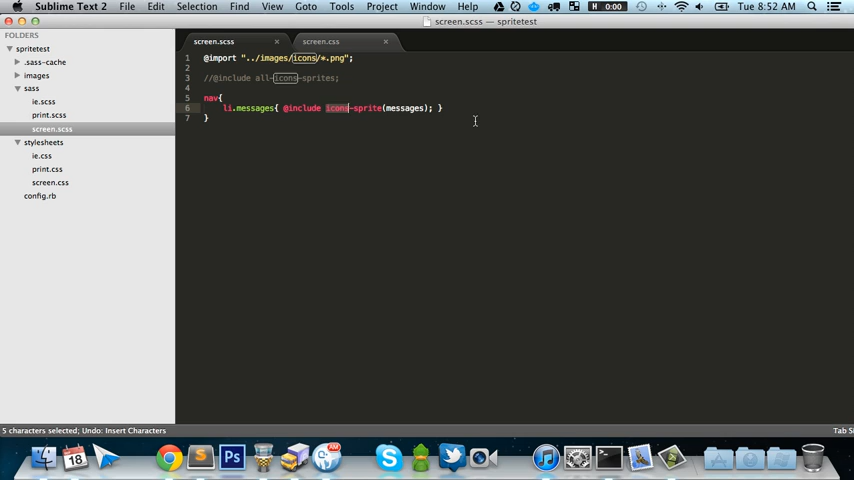 Sublime Text 2 File Edit Selection Find View Goto Tools Project Window Help H 0:00 Tue 8:52 AM
screen.scss — spritetest
FOLDERS
spritetest
.sass-cache
images
sass
ie.scss
print.scss
screen.scss
stylesheets
ie.css
print.css
screen.css
config.rb
screen.scss × screen.css ×
1 @import "../images/icons/*.png";
2
3 //@include all-icons-sprites;
4
5 nav{
6 li.messages{ @include icons-sprite(messages); }
7 }
5 characters selected; Undo: Insert Characters
Tab Si
18
S
Ps